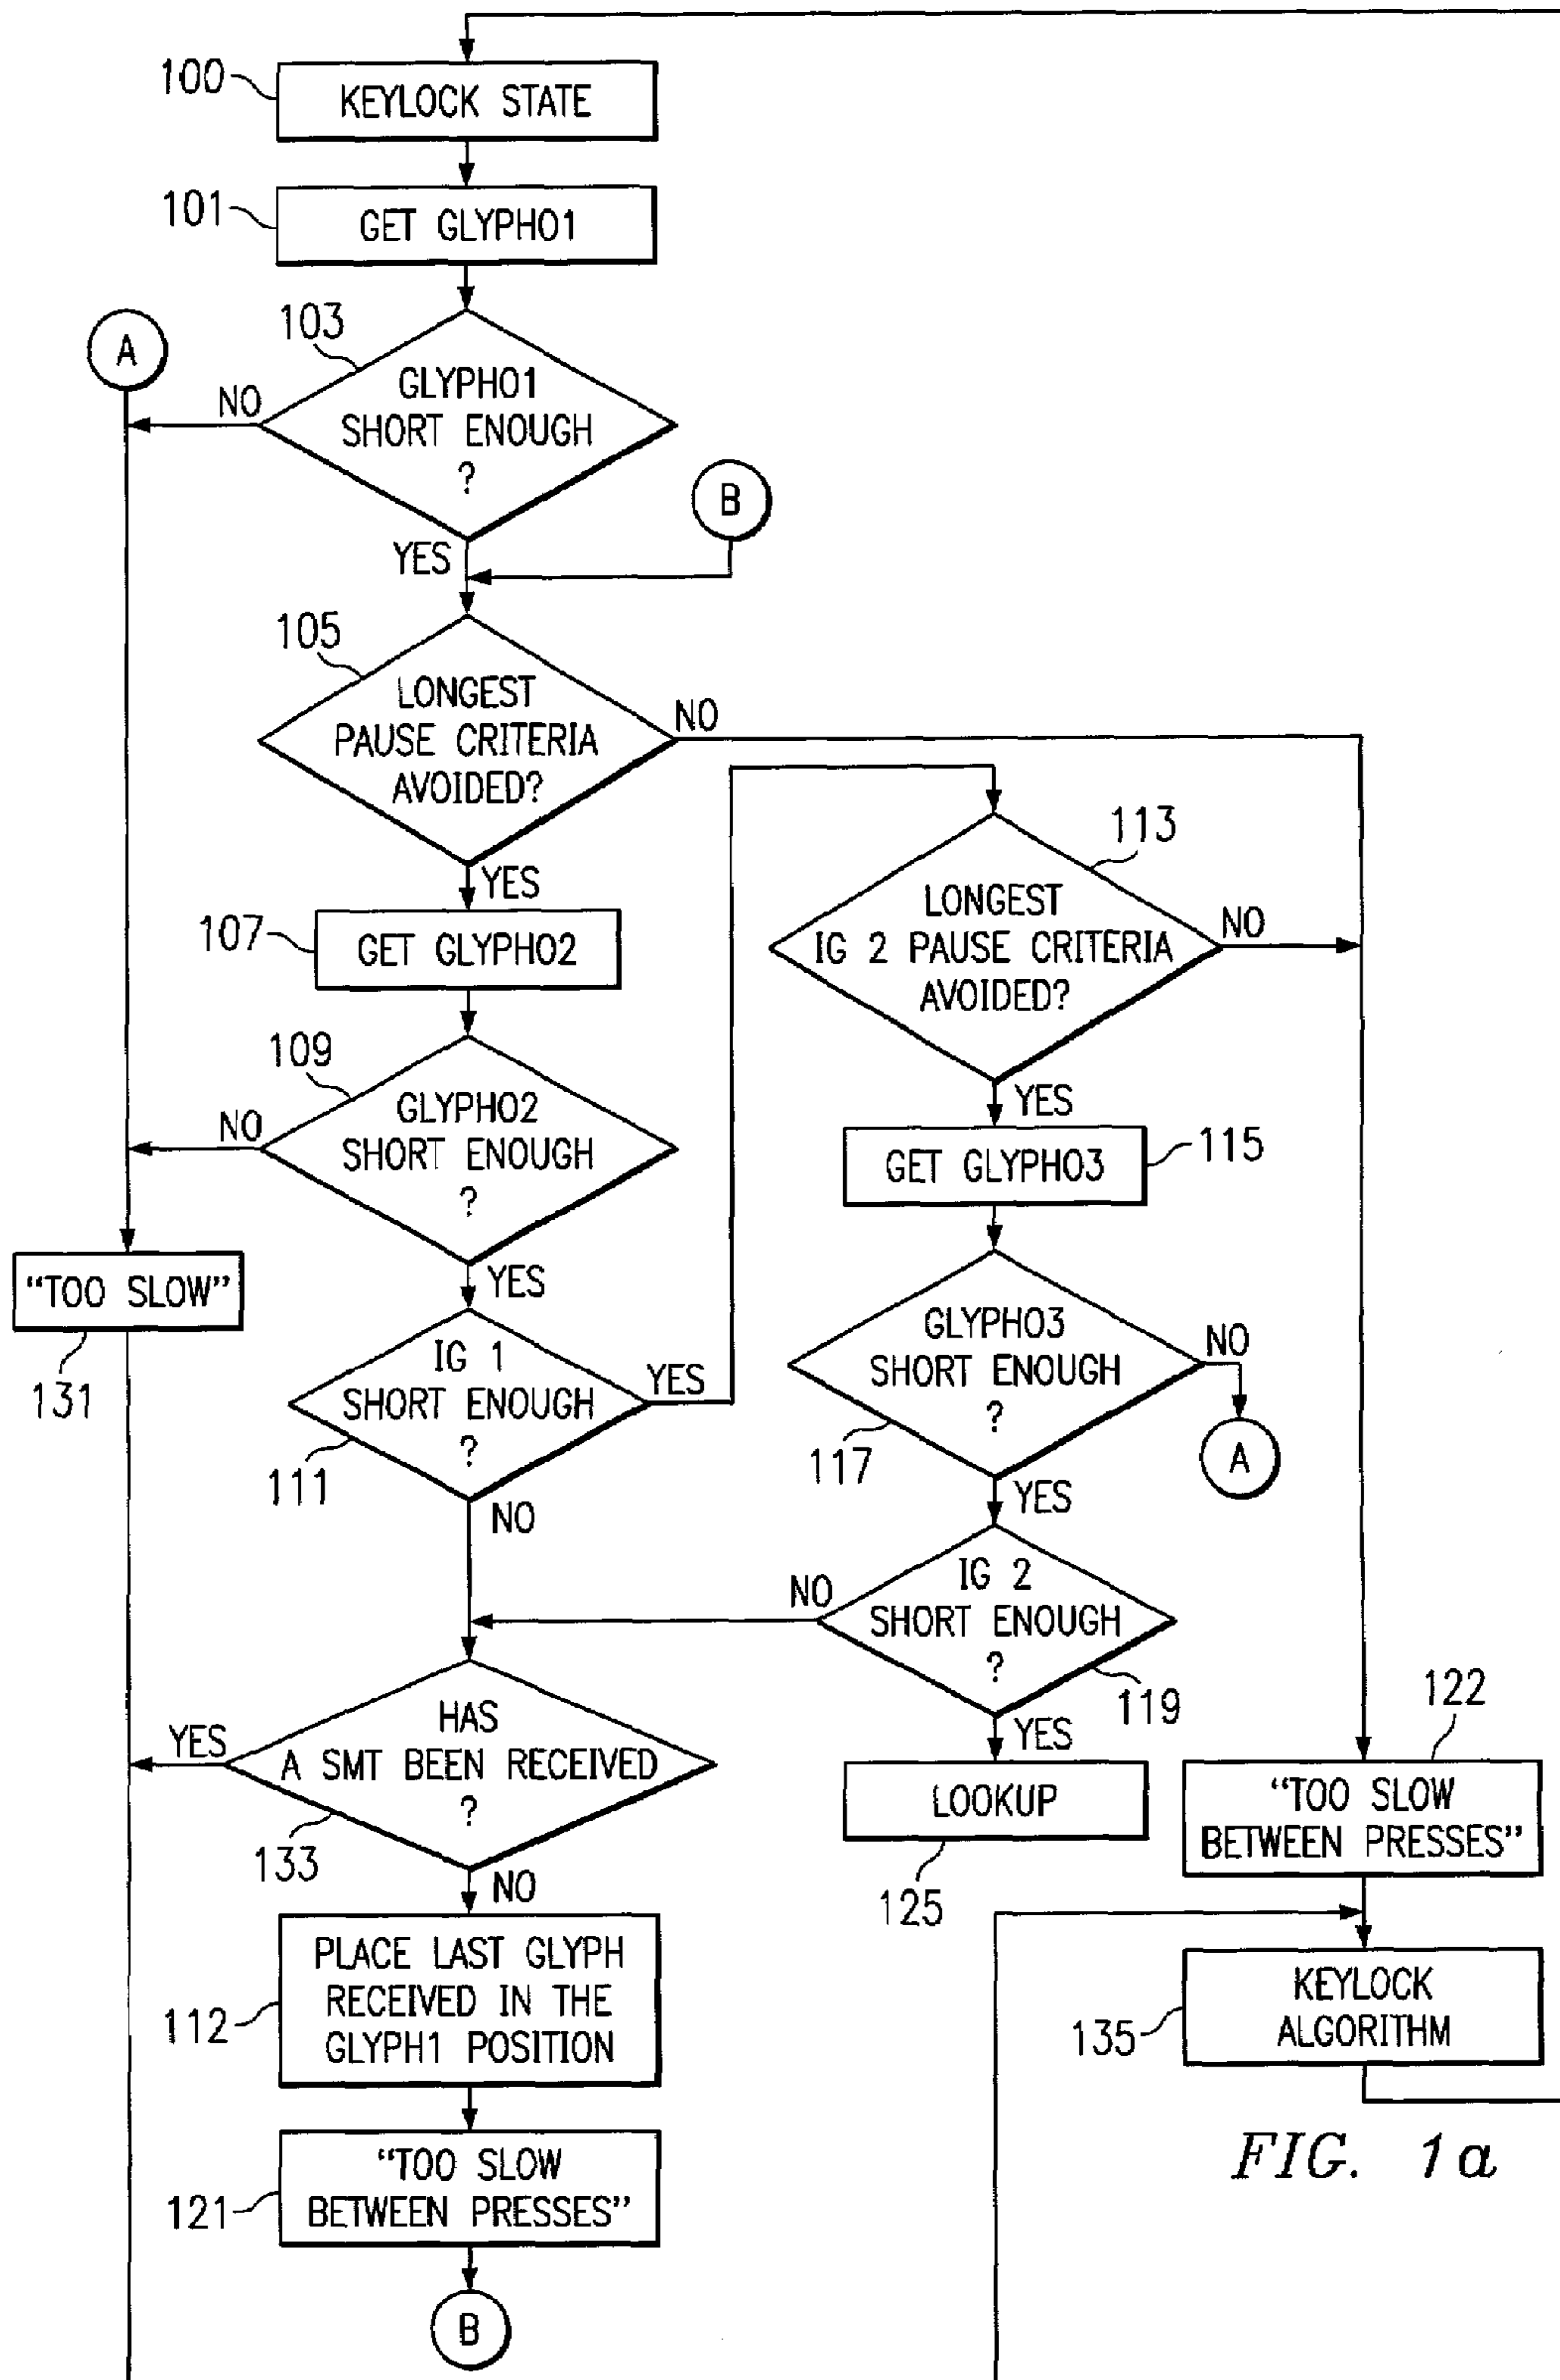 100
KEYLOCK STATE
101
GET GLYPH01
A
103
GLYPH01
SHORT ENOUGH
?
NO
YES
B
105
LONGEST
PAUSE CRITERIA
AVOIDED?
NO
YES
107
GET GLYPH02
109
GLYPH02
SHORT ENOUGH
?
NO
YES
"TOO SLOW"
131
111
IG 1
SHORT ENOUGH
?
YES
NO
113
LONGEST
IG 2 PAUSE CRITERIA
AVOIDED?
NO
YES
GET GLYPH03
115
GLYPH03
SHORT ENOUGH
?
117
NO
A
YES
IG 2
SHORT ENOUGH
?
119
NO
YES
LOOKUP
125
HAS
A SMT BEEN RECEIVED
?
133
YES
NO
PLACE LAST GLYPH
RECEIVED IN THE
GLYPH1 POSITION
112
"TOO SLOW
BETWEEN PRESSES"
121
B
122
"TOO SLOW
BETWEEN PRESSES"
KEYLOCK
ALGORITHM
135
FIG. 1a